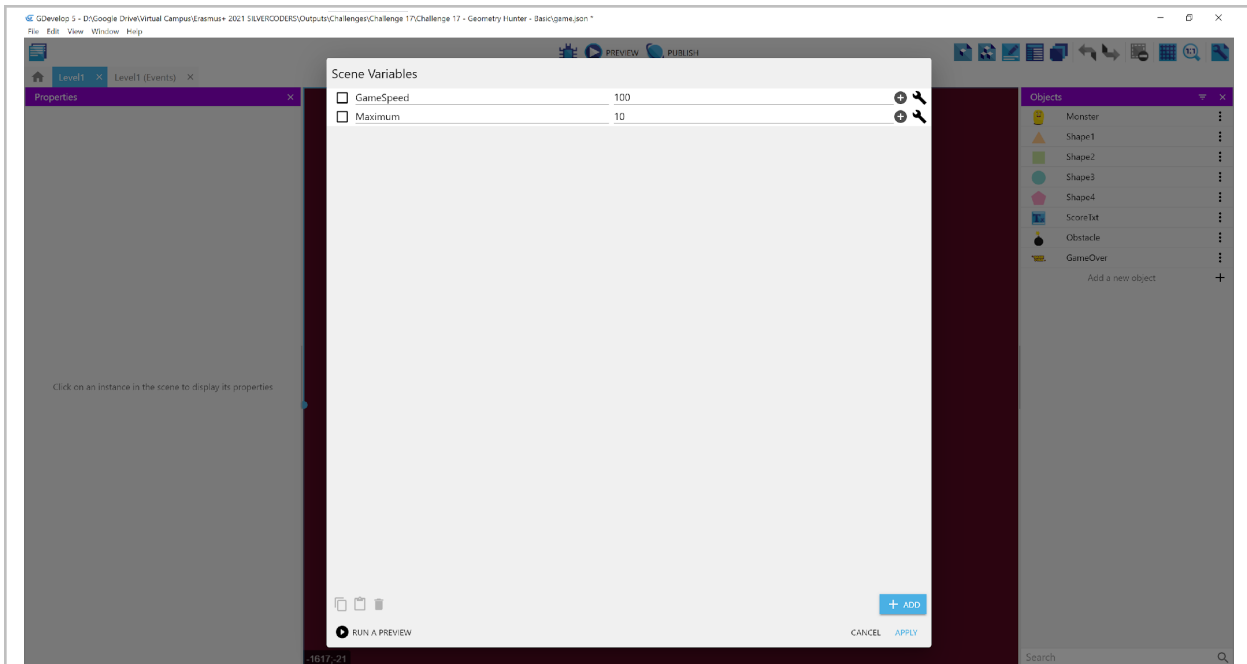 GDevelop 5 - D:\Google Drive\Virtual Campus\Erasmus+ 2021 SILVERCODERS\Outputs\Challenges\Challenge 17\Challenge 17 - Geometry Hunter - Basic\game.json *
File Edit View Window Help
PREVIEW PUBLISH
1:1
Level1 Level1 (Events)
Properties
Click on an instance in the scene to display its properties
Scene Variables
GameSpeed 100
Maximum 10
+ ADD
RUN A PREVIEW CANCEL APPLY
-1617;-21
Objects
Monster
Shape1
Shape2
Shape3
Shape4
ScoreTxt
Obstacle
GameOver
Add a new object
Search